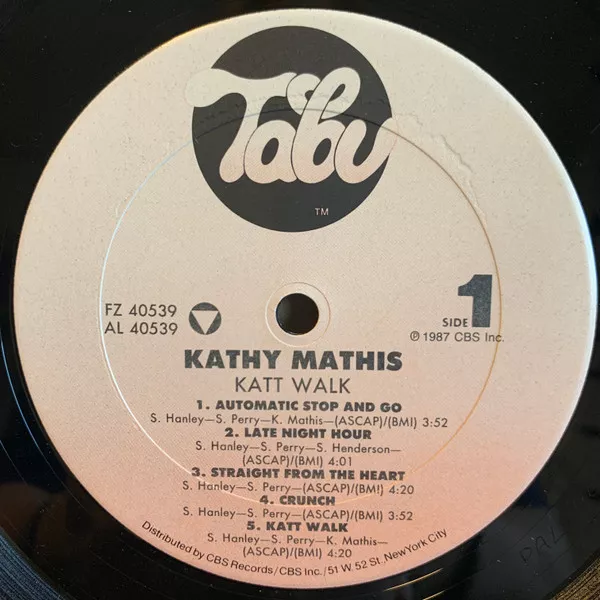 Tabu
TM
FZ 40539
AL 40539
SIDE 1
℗ 1987 CBS Inc.
KATHY MATHIS
KATT WALK
1. AUTOMATIC STOP AND GO
S. Hanley—S. Perry—K. Mathis—(ASCAP)/(BMI) 3:52
2. LATE NIGHT HOUR
S. Hanley—S. Perry—S. Henderson—
(ASCAP)/(BMI) 4:01
3. STRAIGHT FROM THE HEART
S. Hanley—S. Perry—(ASCAP)/(BMI) 4:20
4. CRUNCH
S. Hanley—S. Perry—(ASCAP)/(BMI) 3:52
5. KATT WALK
S. Hanley—S. Perry—K. Mathis—
(ASCAP)/(BMI) 4:20
Distributed by CBS Records/CBS Inc./51 W. 52 St., New York City